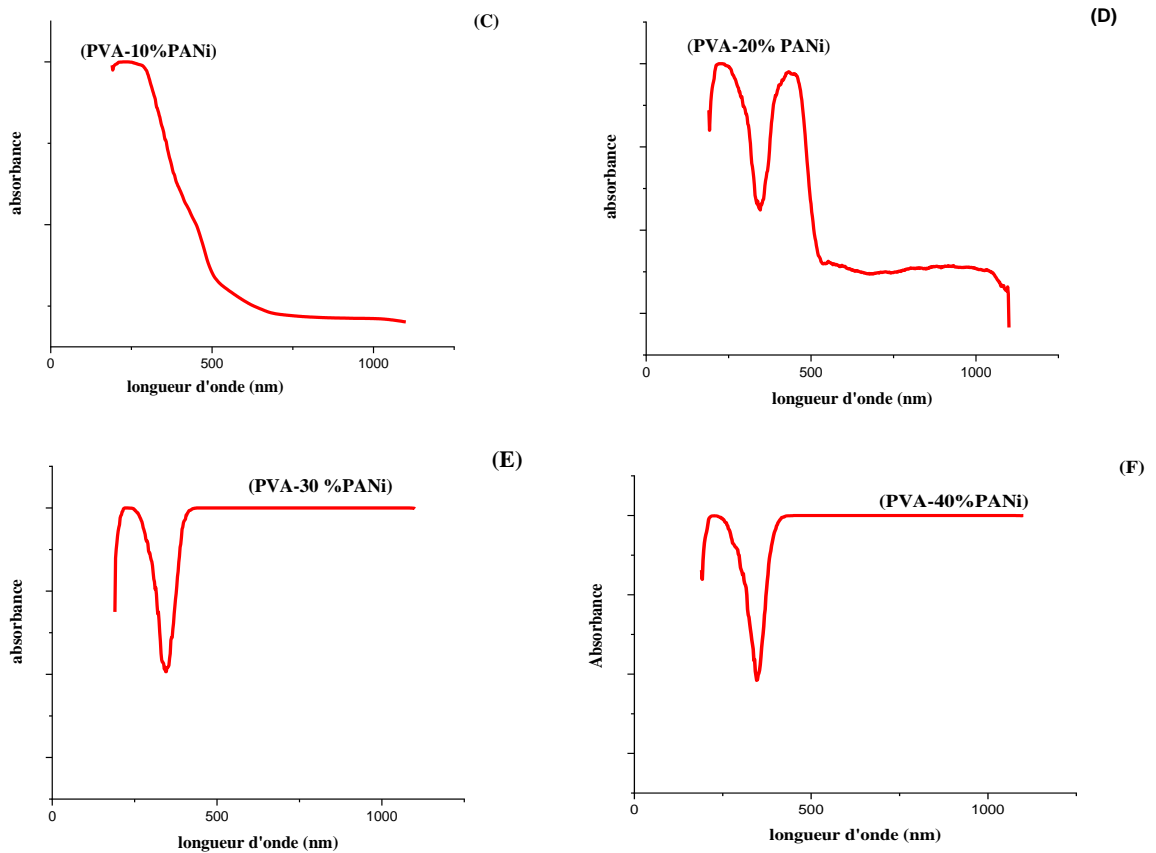 (C)
(PVA-10%PANi)
absorbance
0
500
1000
longueur d'onde (nm)
(D)
(PVA-20% PANi)
absorbance
0
500
1000
longueur d'onde (nm)
(E)
(PVA-30 %PANi)
absorbance
0
500
1000
longueur d'onde (nm)
(F)
(PVA-40%PANi)
Absorbance
0
500
1000
longueur d'onde (nm)